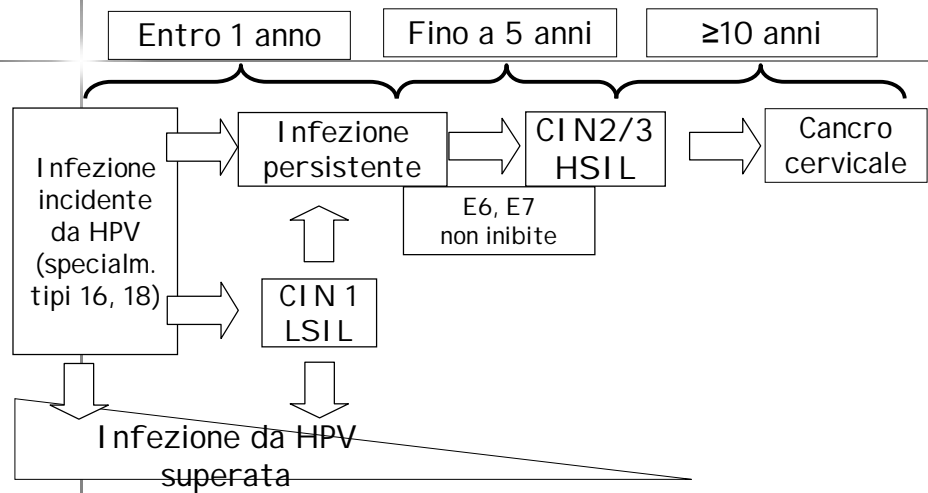 Entro 1 anno
Fino a 5 anni
≥10 anni
Infezione
incidente
da HPV
(specialm.
tipi 16, 18)
Infezione
persistente
CIN2/3
HSIL
Cancro
cervicale
E6, E7
non inibite
CIN1
LSIL
Infezione da HPV
superata